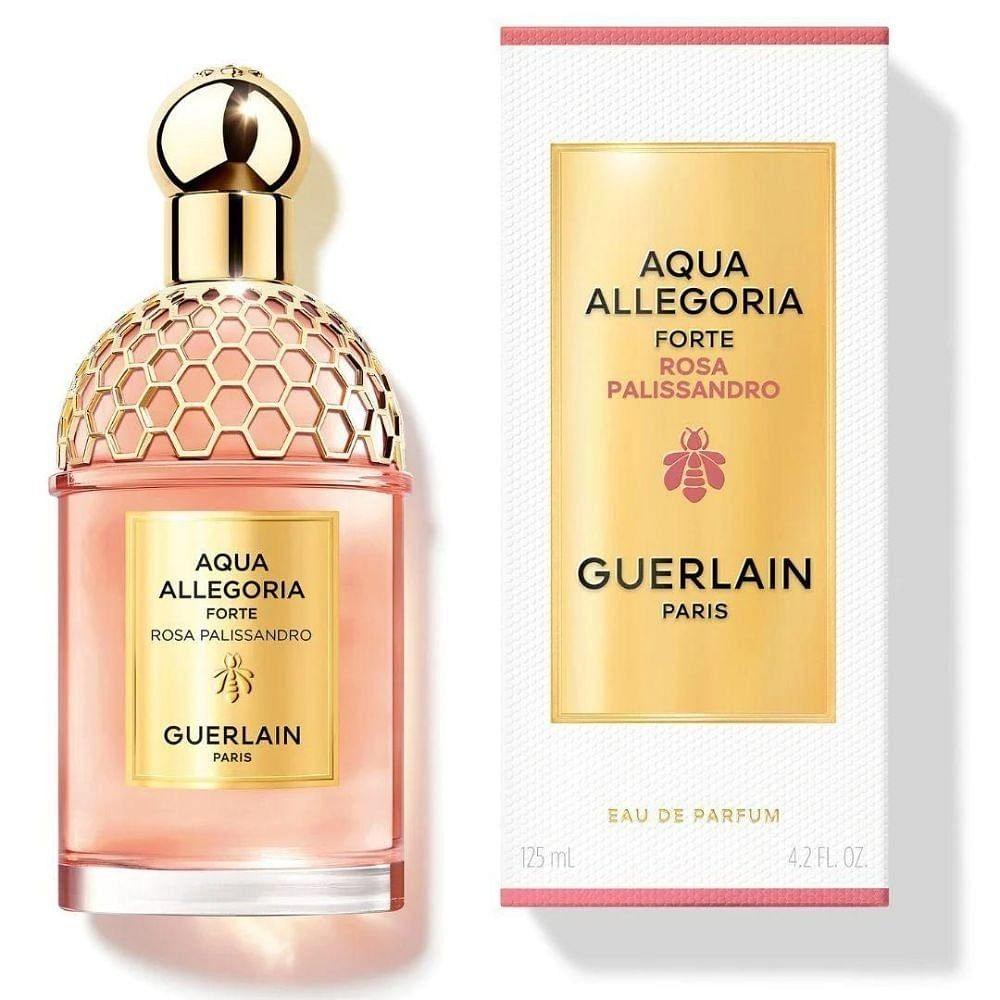 AQUA
ALLEGORIA
FORTE
ROSA PALISSANDRO
GUERLAIN
PARIS
AQUA
ALLEGORIA
FORTE
ROSA
PALISSANDRO
GUERLAIN
PARIS
EAU DE PARFUM
125 mL
4.2 FL. OZ.